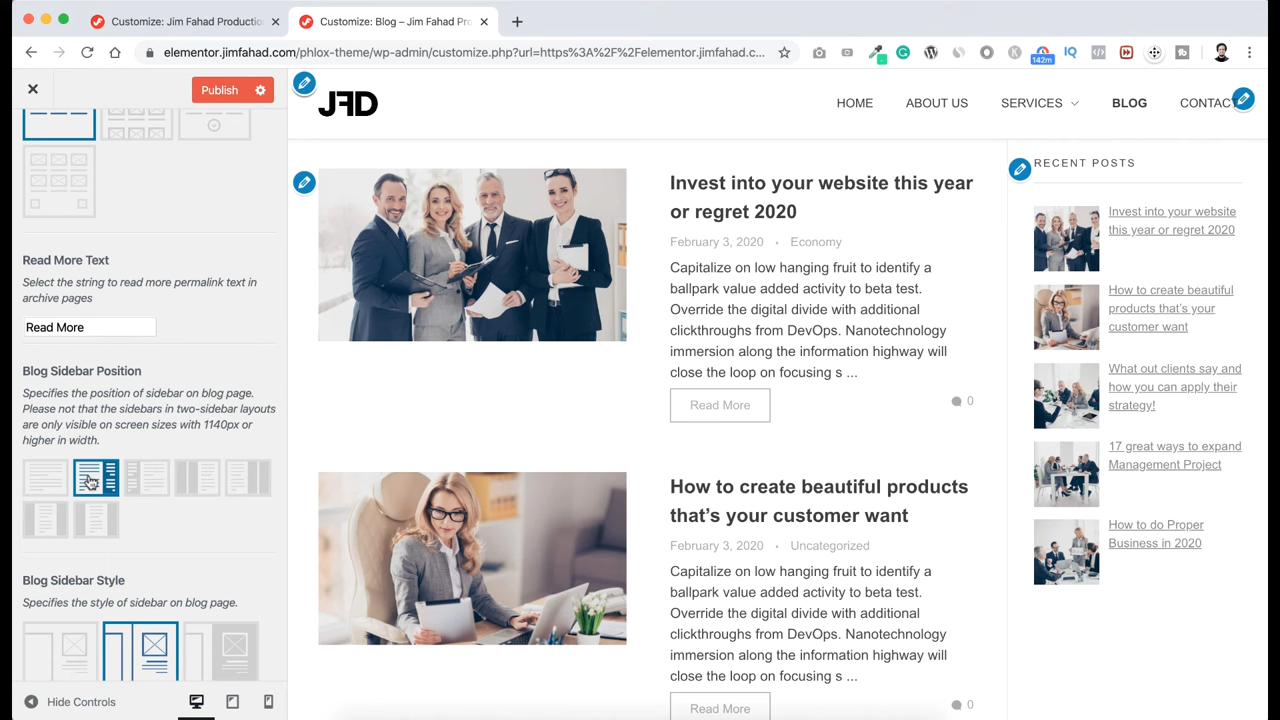 Customize: Jim Fahad Productio
Customize: Blog – Jim Fahad Pro
elementor.jimfahad.com/phlox-theme/wp-admin/customize.php?url=https%3A%2F%2Felementor.jimfahad.c...
142m
IQ
Publish
Read More Text
Select the string to read more permalink text in
archive pages
Read More
Blog Sidebar Position
Specifies the position of sidebar on blog page.
Please not that the sidebars in two-sidebar layouts
are only visible on screen sizes with 1140px or
higher in width.
Blog Sidebar Style
Specifies the style of sidebar on blog page.
Hide Controls
JFD
HOME
ABOUT US
SERVICES
BLOG
CONTACT
Invest into your website this year
or regret 2020
February 3, 2020 • Economy
Capitalize on low hanging fruit to identify a
ballpark value added activity to beta test.
Override the digital divide with additional
clickthroughs from DevOps. Nanotechnology
immersion along the information highway will
close the loop on focusing s ...
Read More
0
How to create beautiful products
that's your customer want
February 3, 2020 • Uncategorized
Capitalize on low hanging fruit to identify a
ballpark value added activity to beta test.
Override the digital divide with additional
clickthroughs from DevOps. Nanotechnology
immersion along the information highway will
close the loop on focusing s ...
Read More
0
RECENT POSTS
Invest into your website
this year or regret 2020
How to create beautiful
products that's your
customer want
What out clients say and
how you can apply their
strategy!
17 great ways to expand
Management Project
How to do Proper
Business in 2020